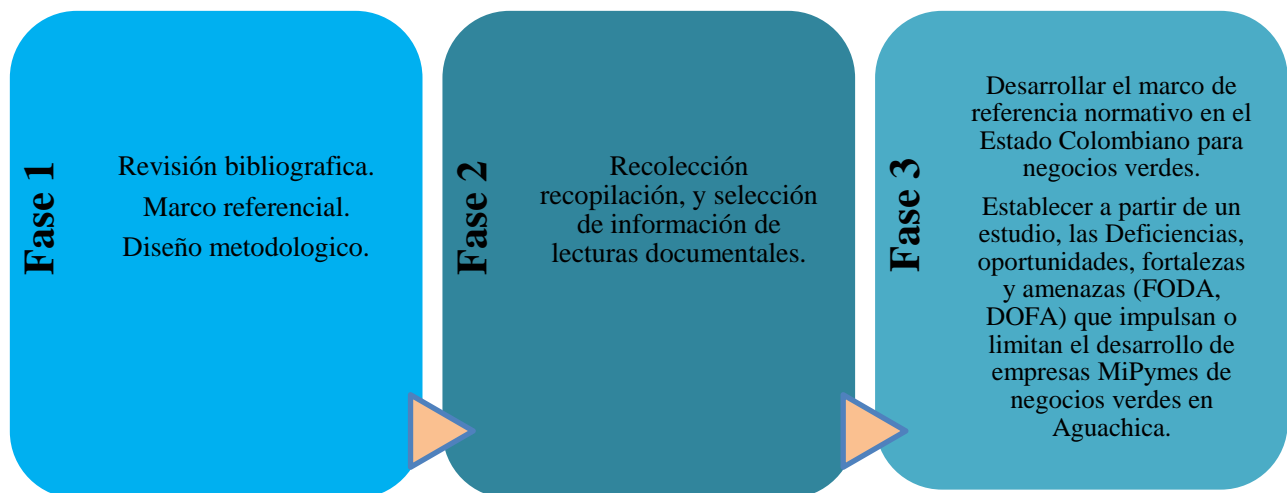 Fase 1
Revisión bibliografica.
Marco referencial.
Diseño metodologico.
Fase 2
Recolección
recopilación, y selección
de información de
lecturas documentales.
Fase 3
Desarrollar el marco de
referencia normativo en el
Estado Colombiano para
negocios verdes.
Establecer a partir de un
estudio, las Deficiencias,
oportunidades, fortalezas
y amenazas (FODA,
DOFA) que impulsan o
limitan el desarrollo de
empresas MiPymes de
negocios verdes en
Aguachica.